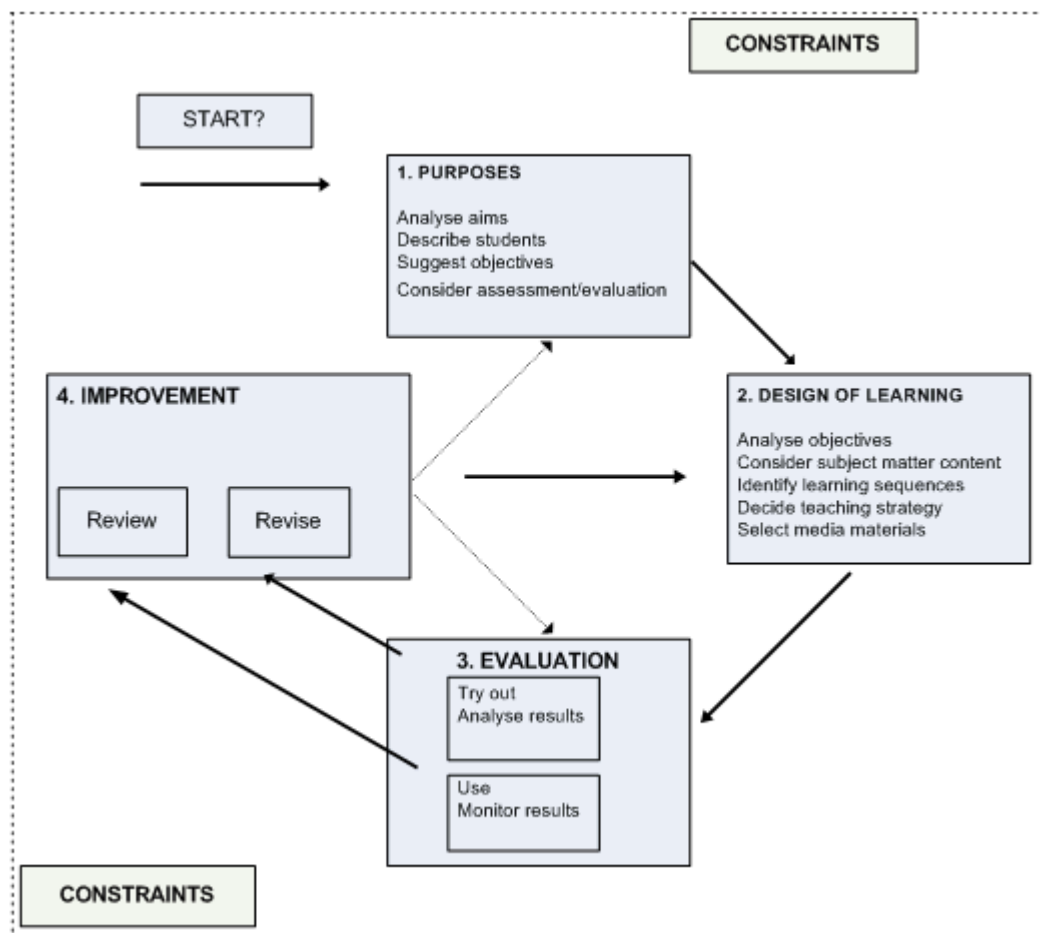 CONSTRAINTS
START?
1. PURPOSES
Analyse aims
Describe students
Suggest objectives
Consider assessment/evaluation
4. IMPROVEMENT
Review
Revise
2. DESIGN OF LEARNING
Analyse objectives
Consider subject matter content
Identify learning sequences
Decide teaching strategy
Select media materials
3. EVALUATION
Try out
Analyse results
Use
Monitor results
CONSTRAINTS